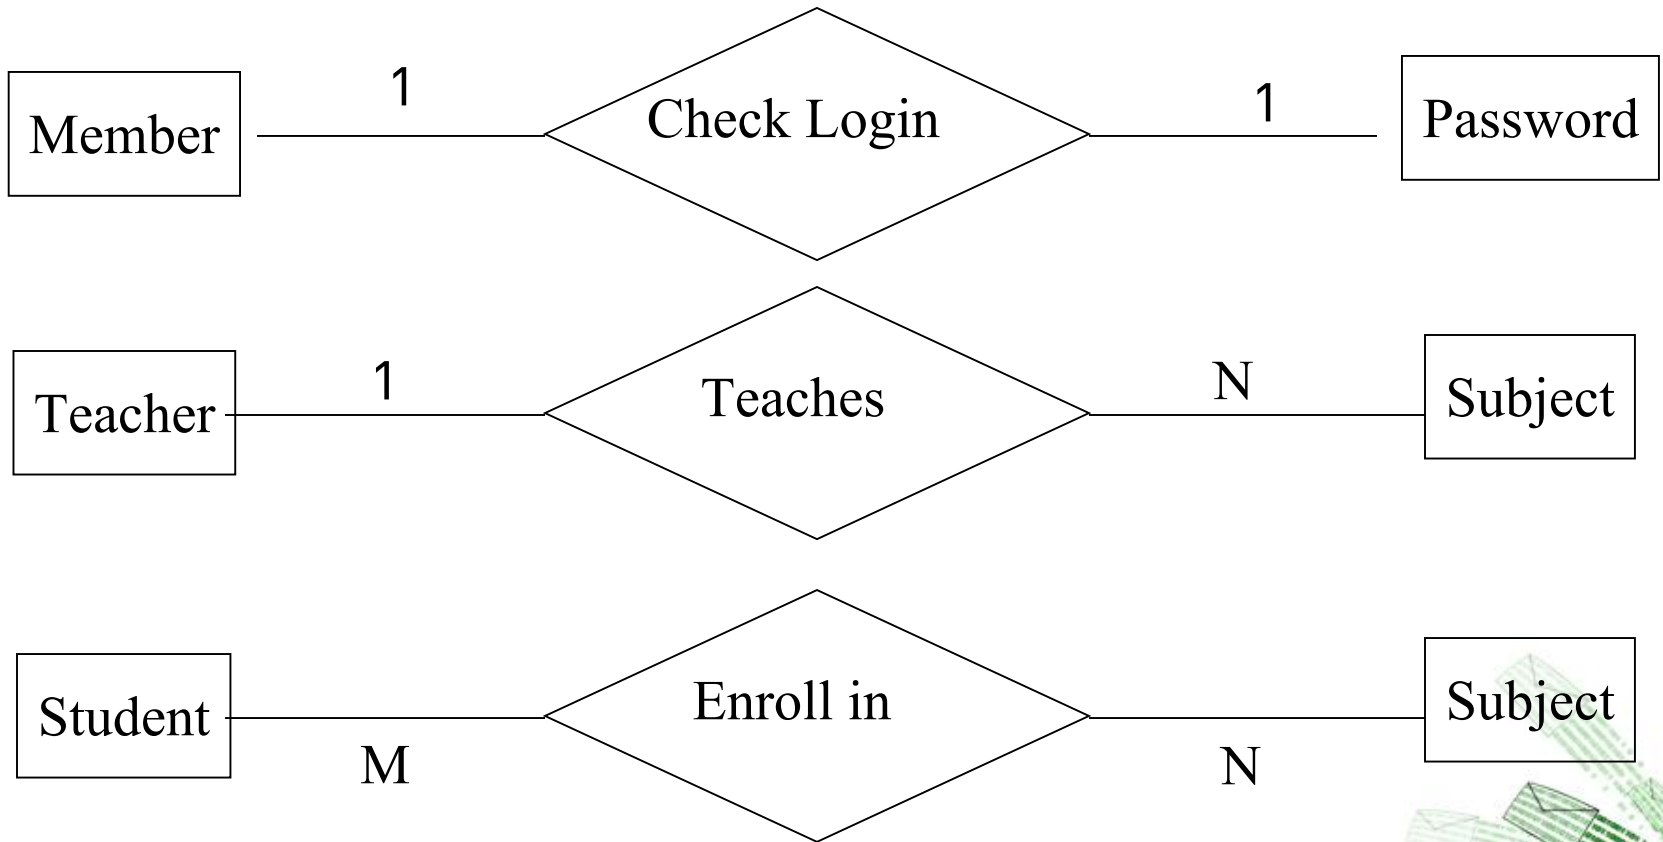 Member 1 Check Login 1 Password
Teacher 1 Teaches N Subject
Student M Enroll in N Subject